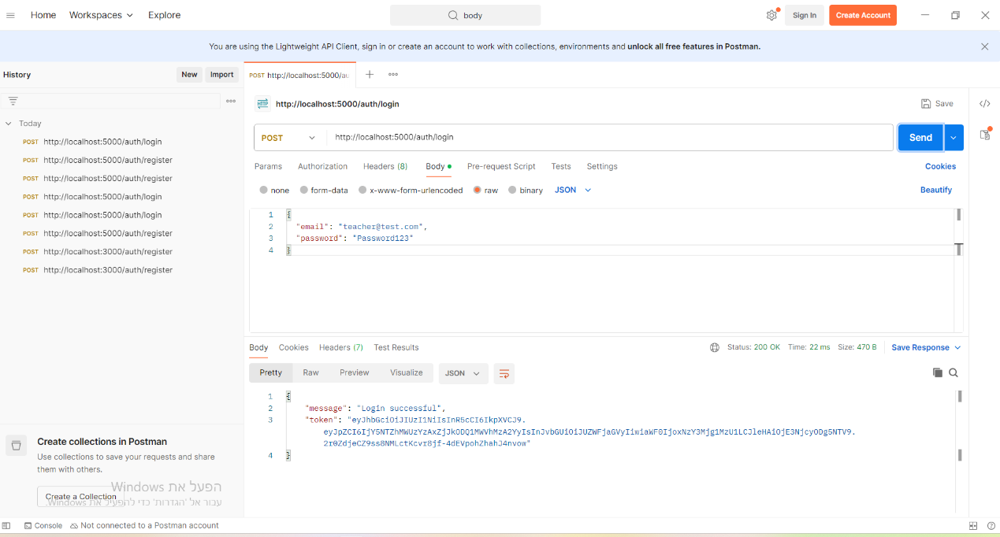 Home Workspaces Explore body Sign In Create Account
You are using the Lightweight API Client, sign in or create an account to work with collections, environments and unlock all free features in Postman.
History New Import
POST http://localhost:5000/au
HTTP http://localhost:5000/auth/login Save
Today
POST http://localhost:5000/auth/login
POST http://localhost:5000/auth/register
POST http://localhost:5000/auth/register
POST http://localhost:5000/auth/login
POST http://localhost:5000/auth/login
POST http://localhost:5000/auth/register
POST http://localhost:3000/auth/register
POST http://localhost:3000/auth/register
POST http://localhost:5000/auth/login Send
Params Authorization Headers (8) Body Pre-request Script Tests Settings Cookies
none form-data x-www-form-urlencoded raw binary JSON Beautify
1 {
2 "email": "teacher@test.com",
3 "password": "Password123"
4 }
Body Cookies Headers (7) Test Results Status: 200 OK Time: 22 ms Size: 470 B Save Response
Pretty Raw Preview Visualize JSON
1 {
2 "message": "Login successful",
3 "token": "eyJhbGciOiJIUzI1NiIsInR5cCI6IkpXVCJ9.
eyJpZCI6IjY5NTZhMWUzYzAxZjJkODQ1MWVhMzA2YyIsInJvbGUiOiJUZWFjaGVyIiwiaWF0IjoxNzY3Mjg1MzU1LCJleHAiOjE3NjcyODg5NTV9.
2r0ZdjeCZ9ss8NMLctKcvr8jf-4dEVpohZhahJ4nvow"
4 }
Create collections in Postman
Use collections to save your requests and share
them with others.
Create a Collection
הפעל את Windows
עבור אל 'הגדרות' כדי להפעיל את Windows.
Console Not connected to a Postman account